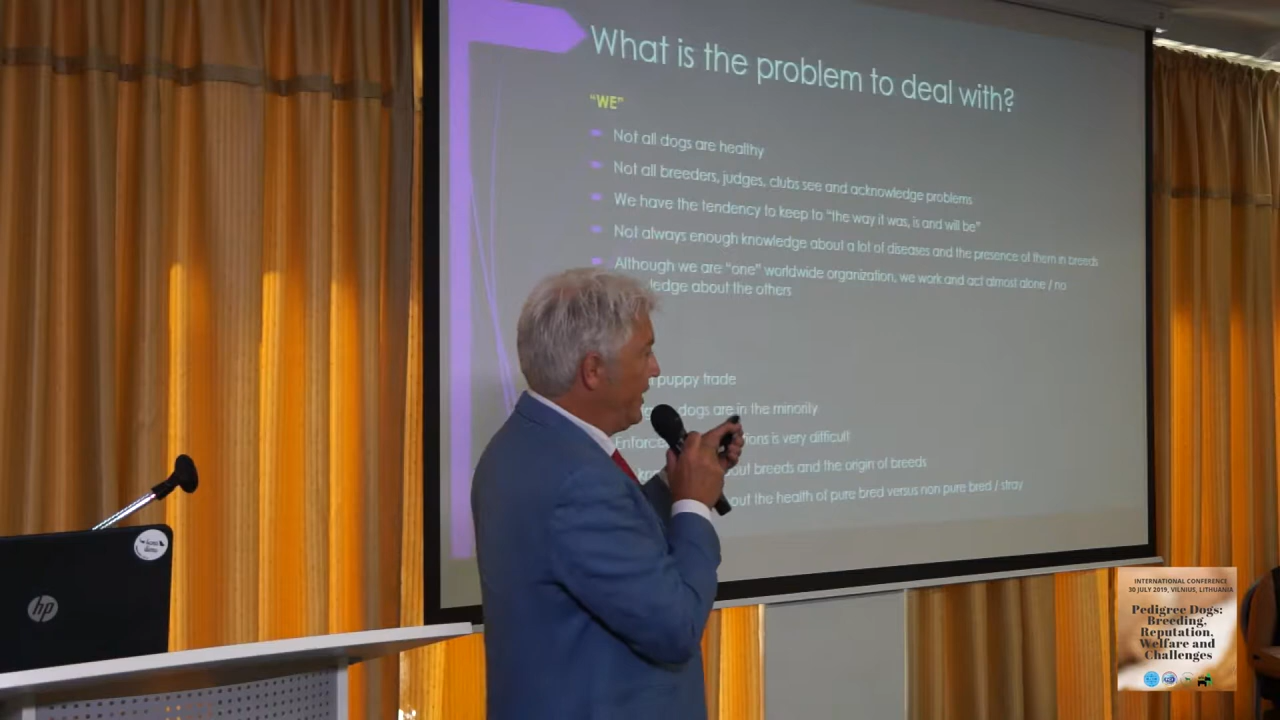 What is the problem to deal with?
"WE"
Not all dogs are healthy
Not all breeders, judges, clubs see and acknowledge problems
We have the tendency to keep to "the way it was, is and will be"
Not always enough knowledge about a lot of diseases and the presence of them in breeds
Although we are "one" worldwide organization, we work and act almost alone / no
ledge about the others
puppy trade
dogs are in the minority
Enforce ions is very difficult
out breeds and the origin of breeds
out the health of pure bred versus non pure bred / stray
hp
INTERNATIONAL CONFERENCE
30 JULY 2019, VILNIUS, LITHUANIA
Pedigree Dogs:
Breeding,
Reputation,
Welfare and
Challenges